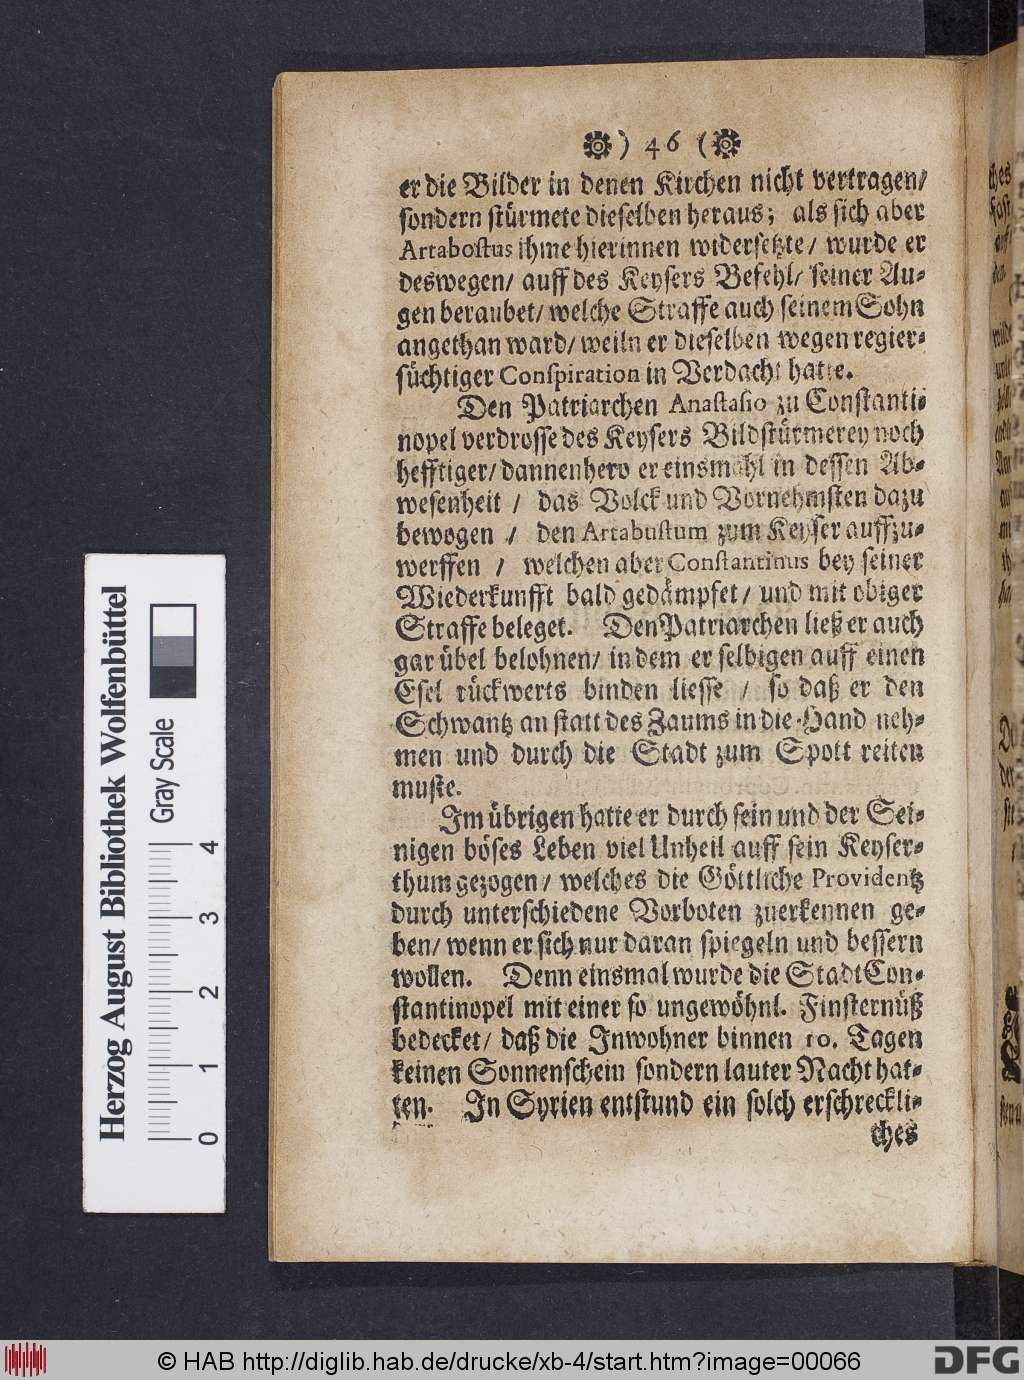 ) 46 (
er die Bilder in denen Kirchen nicht vertragen/
sondern stürmete dieselben heraus; als sich aber
Artabostus ihme hierinnen widersetzte/ wurde er
deswegen/ auff des Keysers Befehl/ seiner Au-
gen beraubet/ welche Straffe auch seinem Sohn
angethan ward/ weiln er dieselben wegen regier-
süchtiger Conspiration in Verdacht hatte.
Den Patriarchen Anastasio zu Constanti-
nopel verdrosse des Keysers Bildstürmerey noch
hefftiger/ dannenhero er einsmahl in dessen Ab-
wesenheit / das Volck und Vornehmsten dazu
bewogen / den Artabustum zum Keyser auffzu-
werffen / welchen aber Constantinus bey seiner
Wiederkunfft bald gedämpfet/ und mit obiger
Straffe beleget. Den Patriarchen ließ er auch
gar übel belohnen/ in dem er selbigen auff einen
Esel rückwerts binden liesse / so daß er den
Schwantz an statt des Zaums in die Hand neh-
men und durch die Stadt zum Spott reiten
muste.
Im übrigen hatte er durch sein und der Sei-
nigen böses Leben viel Unheil auff sein Keyser-
thum gezogen/ welches die Göttliche Providentz
durch unterschiedene Vorboten zuerkennen ge-
ben/ wenn er sich nur daran spiegeln und bessern
wollen. Denn einsmal wurde die Stadt Con-
stantinopel mit einer so ungewöhnl. Finsternüß
bedecket/ daß die Inwohner binnen 10. Tagen
keinen Sonnenschein sondern lauter Nacht hat-
ten. In Syrien entstund ein solch erschreckli-
ches
Herzog August Bibliothek Wolfenbüttel
Gray Scale
0 1 2 3 4
© HAB http://diglib.hab.de/drucke/xb-4/start.htm?image=00066
DFG